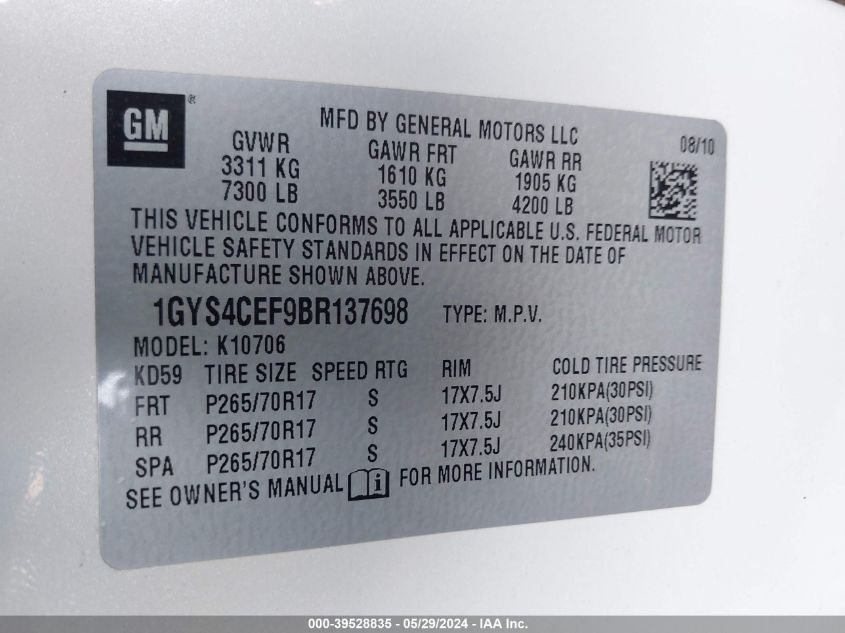 GM®
MFD BY GENERAL MOTORS LLC
08/10
GVWR GAWR FRT GAWR RR
3311 KG 1610 KG 1905 KG
7300 LB 3550 LB 4200 LB
THIS VEHICLE CONFORMS TO ALL APPLICABLE U.S. FEDERAL MOTOR
VEHICLE SAFETY STANDARDS IN EFFECT ON THE DATE OF
MANUFACTURE SHOWN ABOVE.
1GYS4CEF9BR137698 TYPE: M.P.V.
MODEL: K10706
KD59 TIRE SIZE SPEED RTG RIM COLD TIRE PRESSURE
FRT P265/70R17 S 17X7.5J 210KPA(30PSI)
RR P265/70R17 S 17X7.5J 210KPA(30PSI)
SPA P265/70R17 S 17X7.5J 240KPA(35PSI)
SEE OWNER'S MANUAL i FOR MORE INFORMATION.
000-39528835 - 05/29/2024 - IAA Inc.